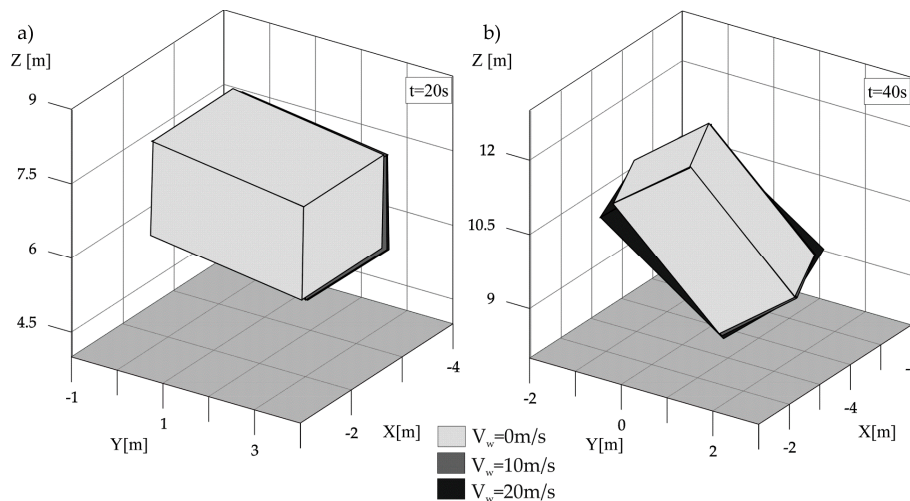 a)
Z [m]
9
7.5
6
4.5
t=20s
-1
1
3
Y[m]
-2
-4
X[m]
b)
Z [m]
12
10.5
9
t=40s
-2
0
2
Y[m]
-2
-4
X[m]
V_w=0m/s
V_w=10m/s
V_w=20m/s